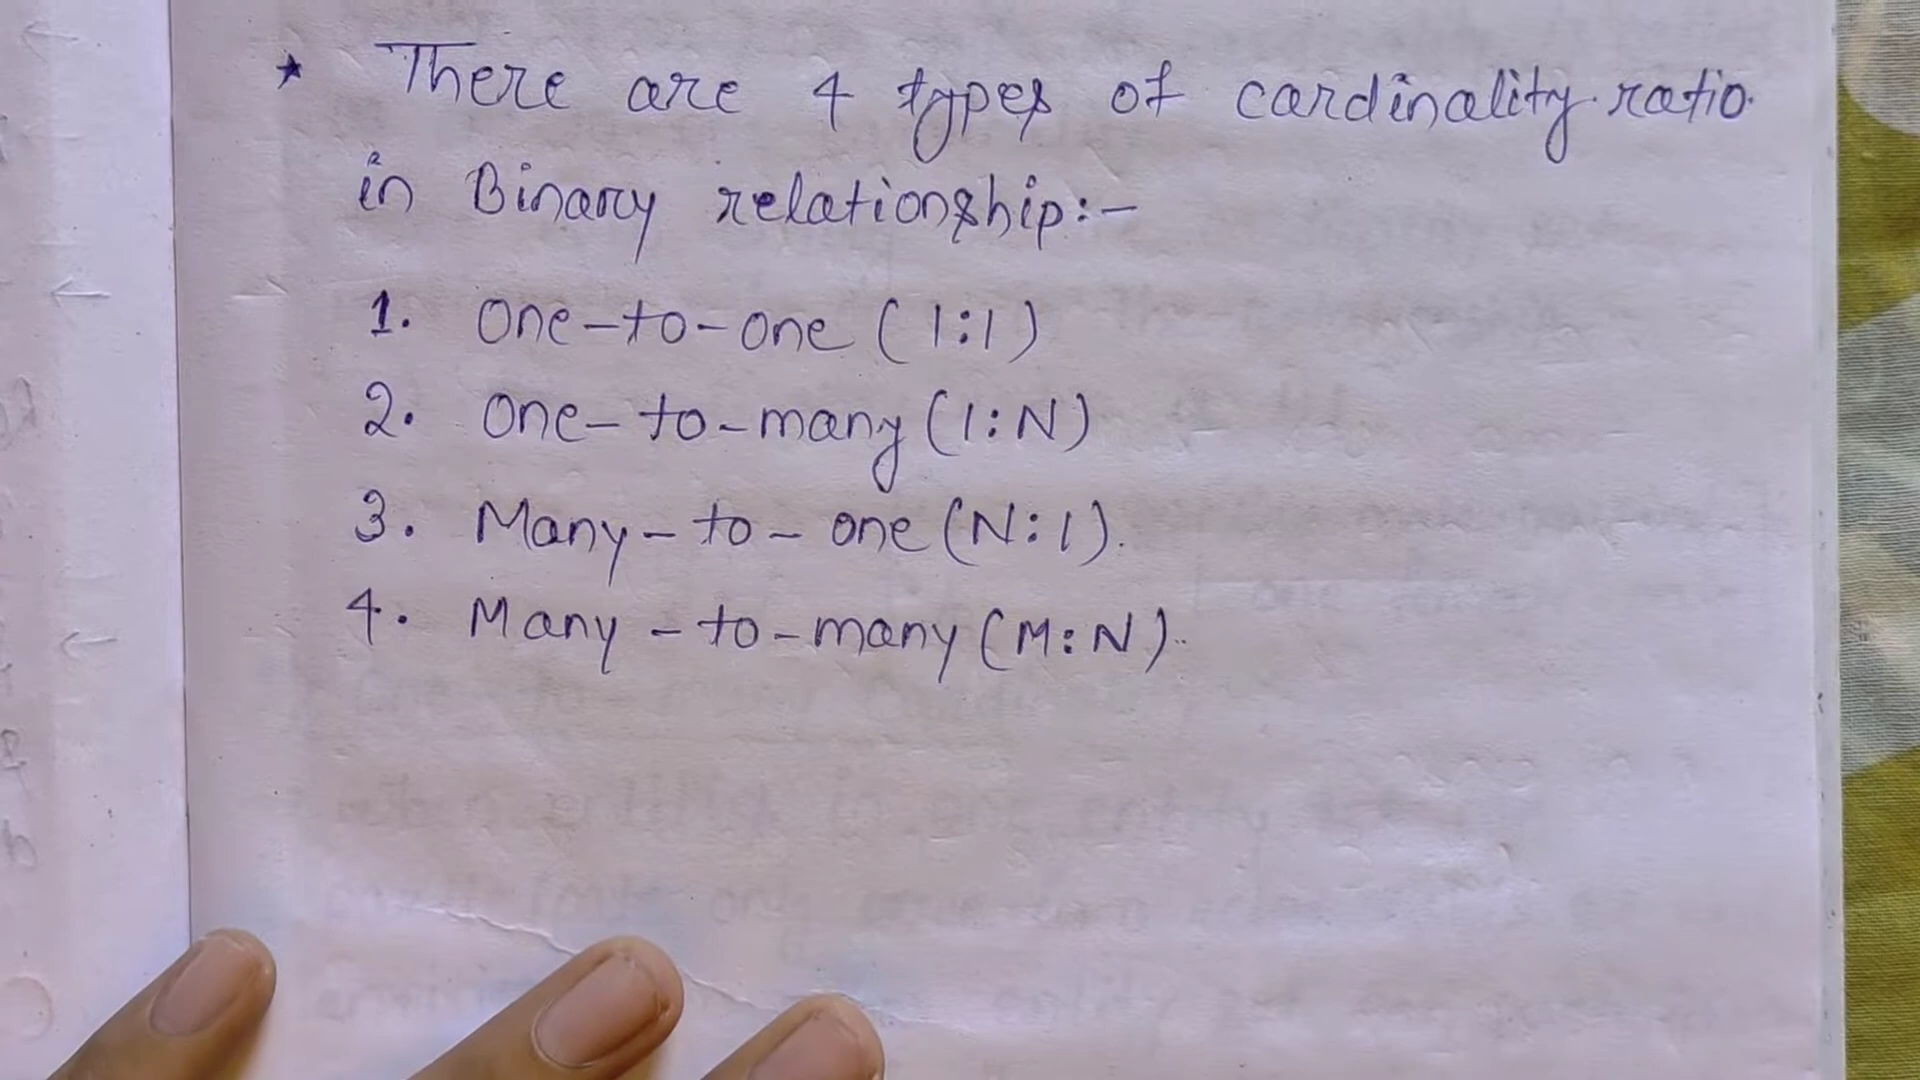 * There are 4 types of cardinality ratio
in Binary relationship:-
1. One-to-one (1:1)
2. One-to-many (1:N)
3. Many-to-one (N:1).
4. Many-to-many (M:N).